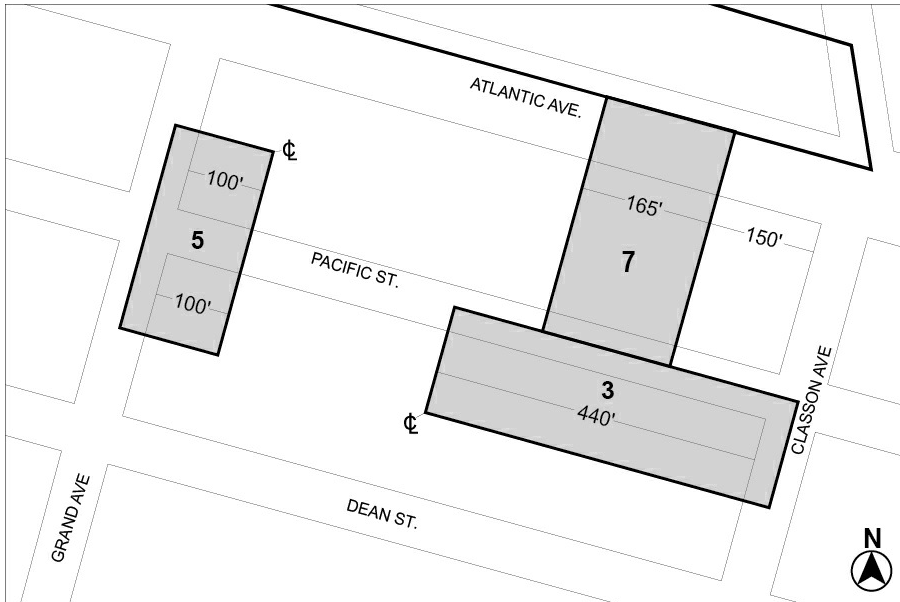 ATLANTIC AVE.
℄
100'
165'
5
150'
7
PACIFIC ST.
100'
3
440'
CLASSON AVE
℄
GRAND AVE
DEAN ST.
N